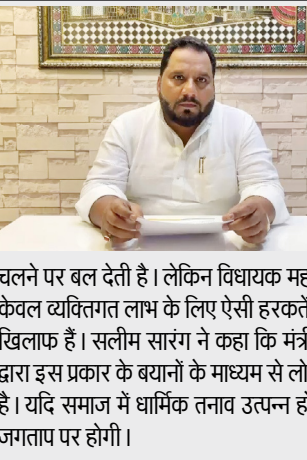 चलने पर बल देती है। लेकिन विधायक मह
केवल व्यक्तिगत लाभ के लिए ऐसी हरकतें
खिलाफ हैं। सलीम सारंग ने कहा कि मंत्री
द्वारा इस प्रकार के बयानों के माध्यम से लो
है। यदि समाज में धार्मिक तनाव उत्पन्न हो
जगताप पर होगी।